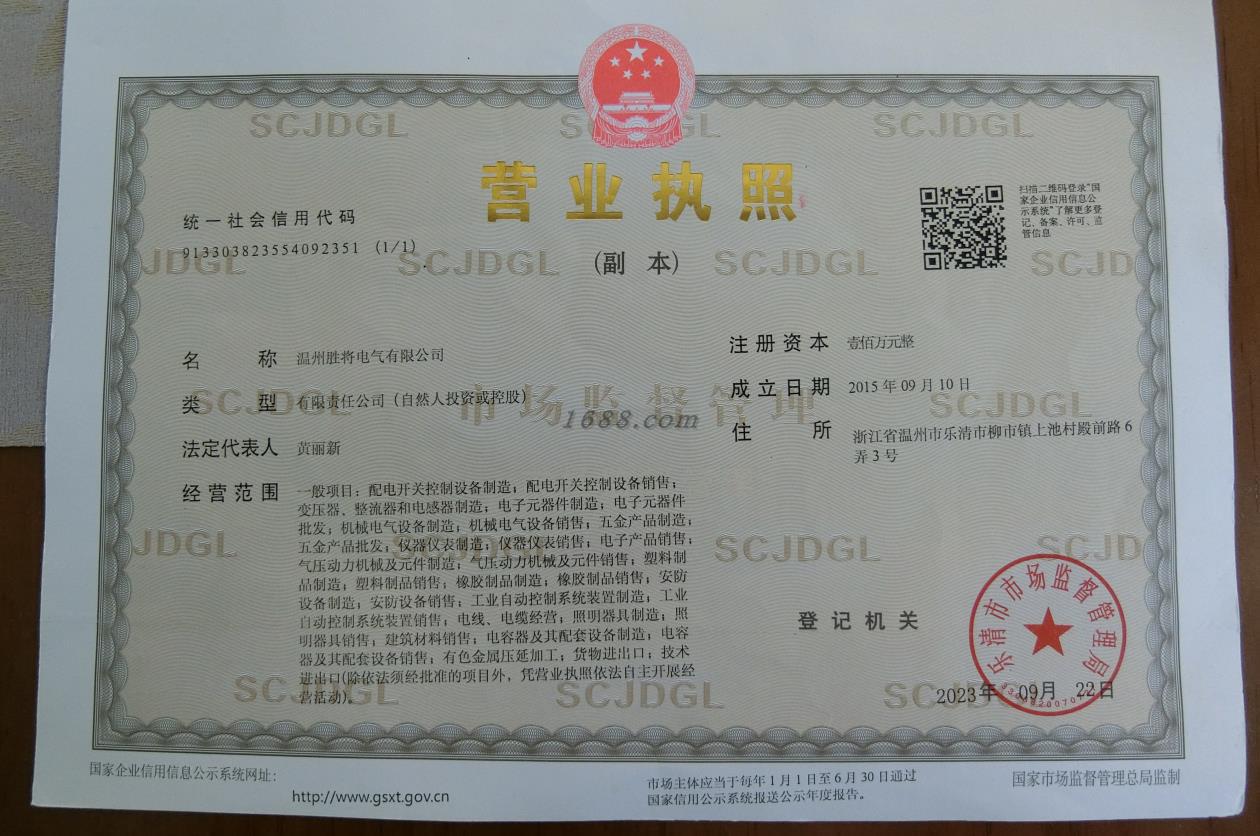 营业执照
(副 本)
统一社会信用代码
913303823554092351 (1/1)
扫描二维码登录"国
家企业信用信息公
示系统"了解更多登
记、备案、许可、监
管信息
名 称 温州胜将电气有限公司
类 型 有限责任公司（自然人投资或控股）
法定代表人 黄丽新
经营范围 一般项目：配电开关控制设备制造；配电开关控制设备销售；
变压器、整流器和电感器制造；电子元器件制造；电子元器件
批发；机械电气设备制造；机械电气设备销售；五金产品制造；
五金产品批发；仪器仪表制造；仪器仪表销售；电子产品销售；
气压动力机械及元件制造；气压动力机械及元件销售；塑料制
品制造；塑料制品销售；橡胶制品制造；橡胶制品销售；安防
设备制造；安防设备销售；工业自动控制系统装置制造；工业
自动控制系统装置销售；电线、电缆经营；照明器具制造；照
明器具销售；建筑材料销售；电容器及其配套设备制造；电容
器及其配套设备销售；有色金属压延加工；货物进出口；技术
进出口(除依法须经批准的项目外，凭营业执照依法自主开展经
营活动)。
注册资本 壹佰万元整
成立日期 2015 年 09 月 10 日
住 所 浙江省温州市乐清市柳市镇上池村殿前路 6
弄 3 号
市场监督管理
1688.com
SCJDGL
登记机关
乐清市市场监督管理局
2023年 09月 22日
国家企业信用信息公示系统网址：
http://www.gsxt.gov.cn
市场主体应当于每年 1 月 1 日至 6 月 30 日通过
国家信用公示系统报送公示年度报告。
国家市场监督管理总局监制